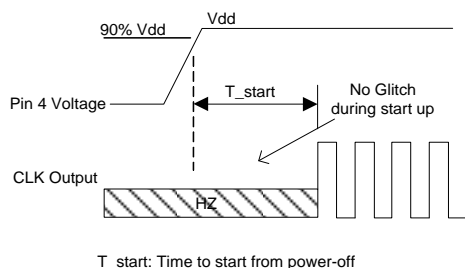 90% Vdd
Vdd
T_start
No Glitch
during start up
Pin 4 Voltage
CLK Output
HZ
T_start: Time to start from power-off